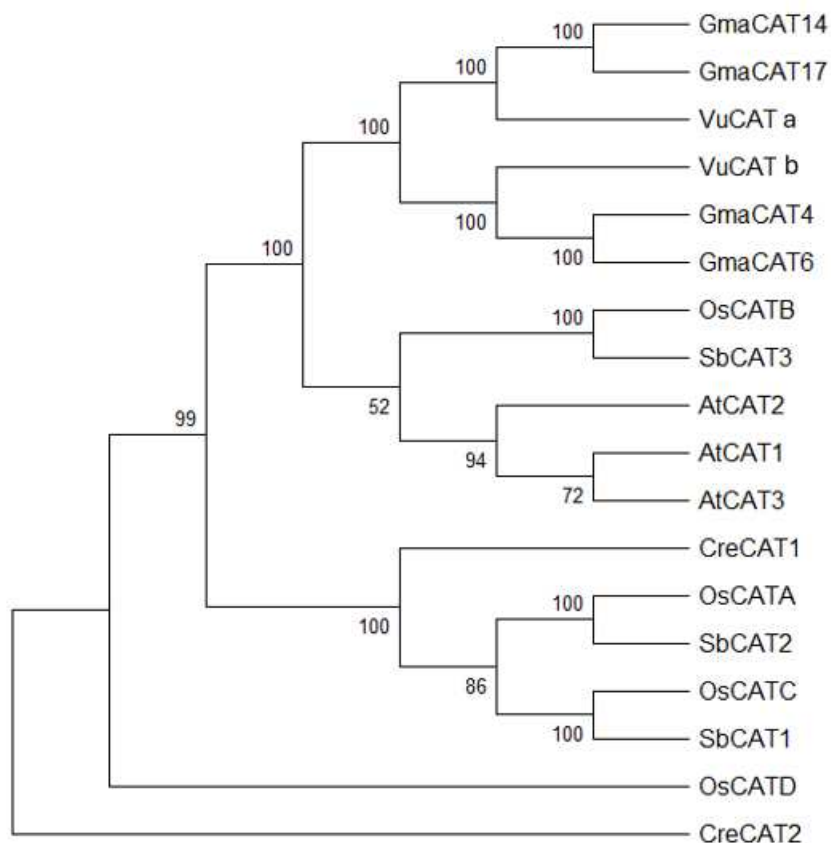 100
GmaCAT14
100
GmaCAT17
100
VuCAT a
VuCAT b
100
GmaCAT4
100
100
GmaCAT6
100
OsCATB
SbCAT3
52
AtCAT2
99
94
AtCAT1
72
AtCAT3
CreCAT1
100
OsCATA
100
SbCAT2
86
OsCATC
100
SbCAT1
OsCATD
CreCAT2